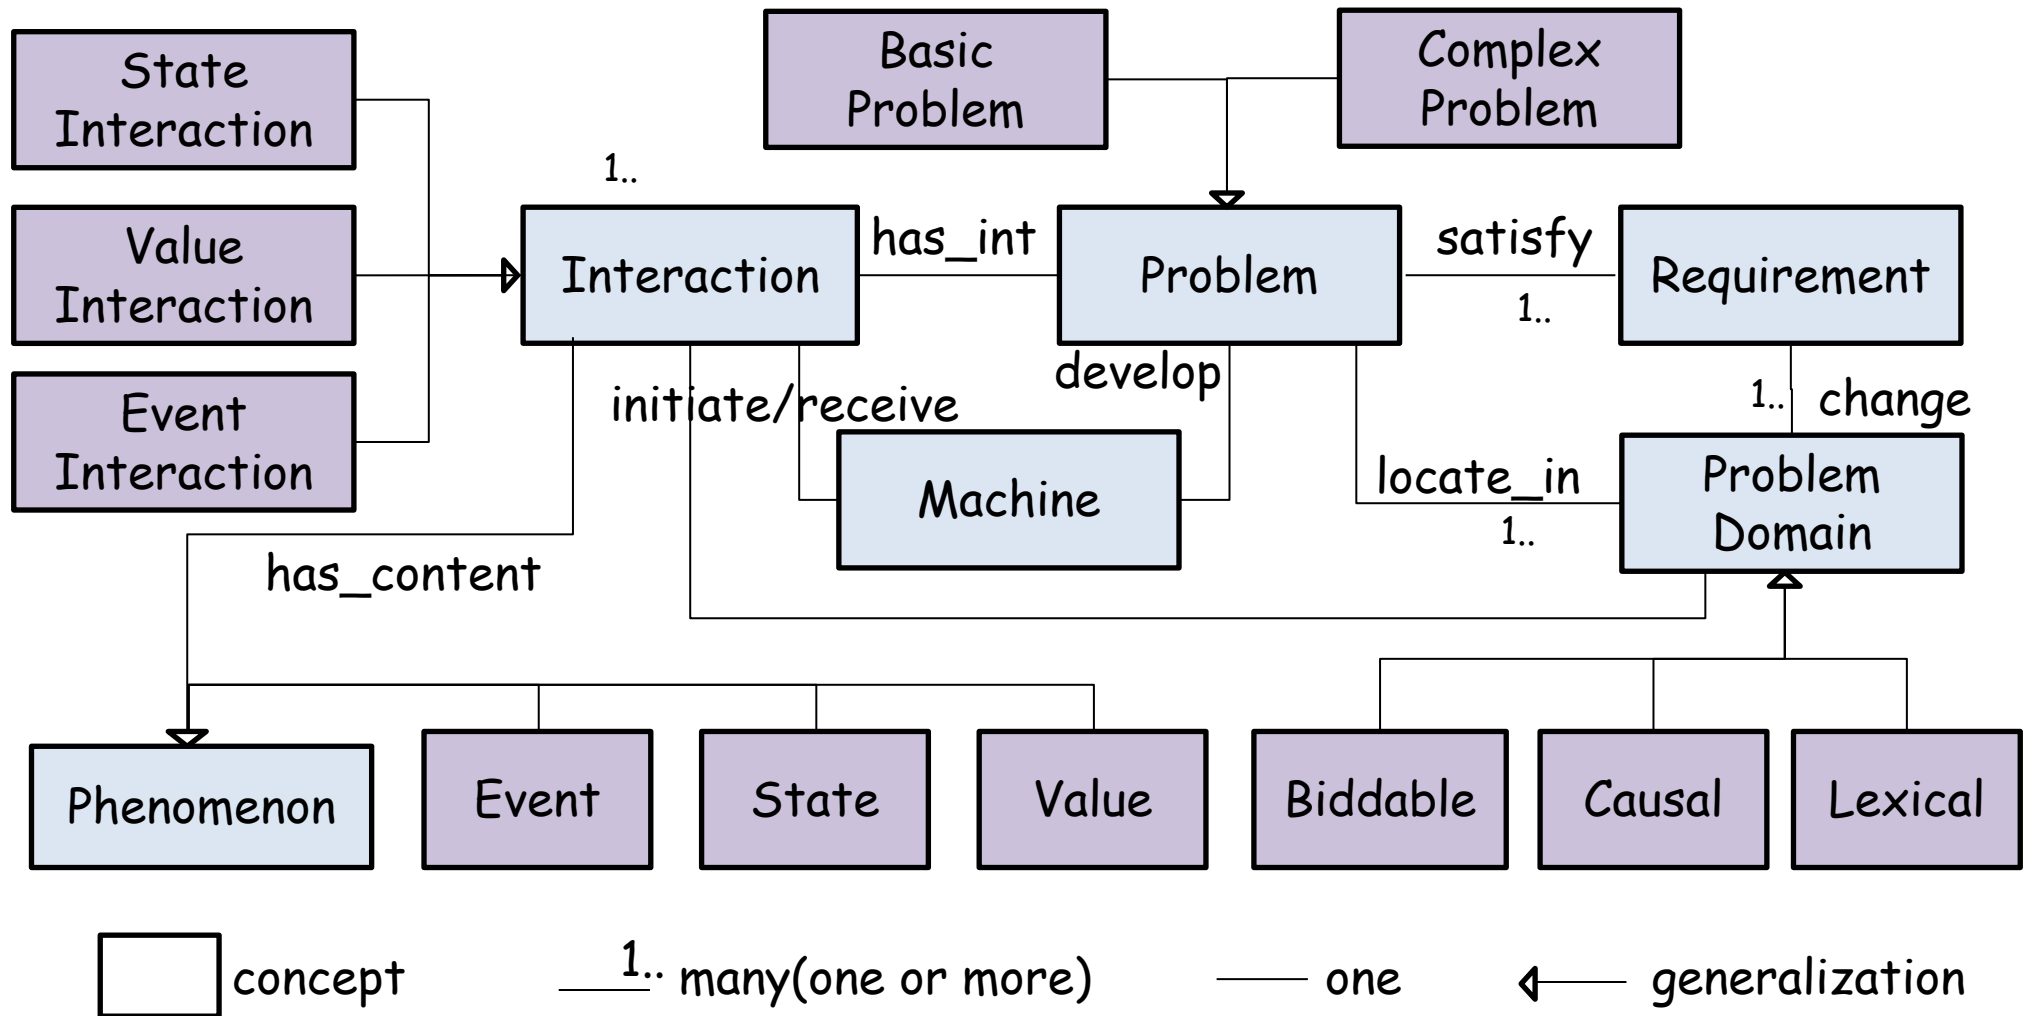 State
Interaction
Basic
Problem
Complex
Problem
1..
Value
Interaction
Interaction
has_int
Problem
satisfy
1..
Requirement
Event
Interaction
initiate/receive
develop
1..
change
Machine
locate_in
1..
Problem
Domain
has_content
Phenomenon
Event
State
Value
Biddable
Causal
Lexical
concept
1..
many(one or more)
one
generalization